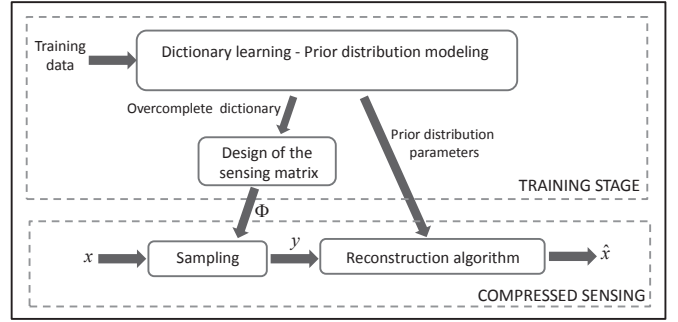 Training
data
Dictionary learning - Prior distribution modeling
Overcomplete dictionary
Prior distribution
parameters
Design of the
sensing matrix
TRAINING STAGE
Φ
x
Sampling
y
Reconstruction algorithm
x̂
COMPRESSED SENSING